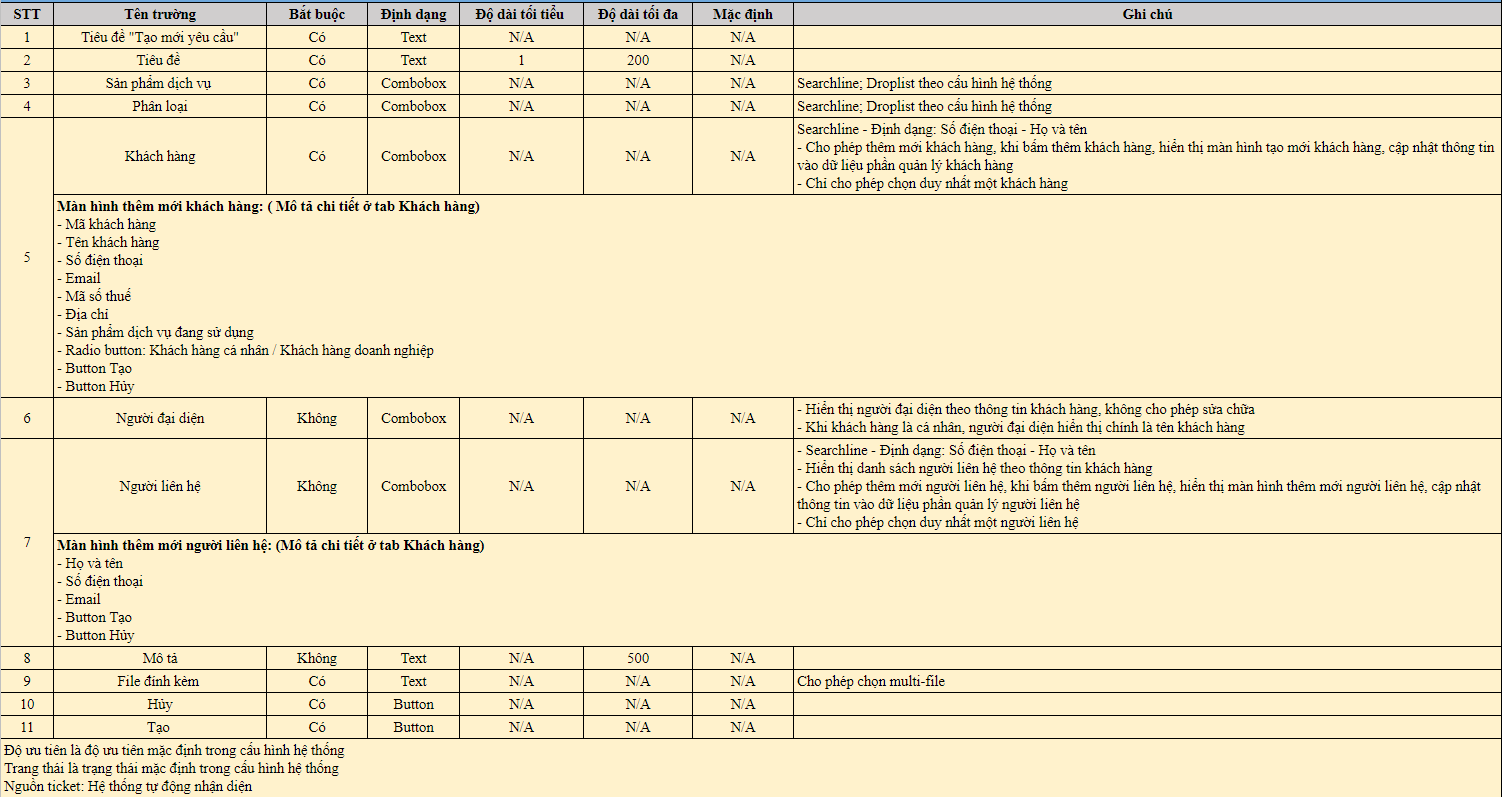 STT Tên trường Bắt buộc Định dạng Độ dài tối tiểu Độ dài tối đa Mặc định Ghi chú
1 Tiêu đề "Tạo mới yêu cầu" Có Text N/A N/A N/A
2 Tiêu đề Có Text 1 200 N/A
3 Sản phẩm dịch vụ Có Combobox N/A N/A N/A Searchline; Droplist theo cấu hình hệ thống
4 Phân loại Có Combobox N/A N/A N/A Searchline; Droplist theo cấu hình hệ thống
5
Khách hàng Có Combobox N/A N/A N/A
Searchline - Định dạng: Số điện thoại - Họ và tên
- Cho phép thêm mới khách hàng, khi bấm thêm khách hàng, hiển thị màn hình tạo mới khách hàng, cập nhật thông tin
vào dữ liệu phần quản lý khách hàng
- Chỉ cho phép chọn duy nhất một khách hàng
Màn hình thêm mới khách hàng: ( Mô tả chi tiết ở tab Khách hàng)
- Mã khách hàng
- Tên khách hàng
- Số điện thoại
- Email
- Mã số thuế
- Địa chỉ
- Sản phẩm dịch vụ đang sử dụng
- Radio button: Khách hàng cá nhân / Khách hàng doanh nghiệp
- Button Tạo
- Button Hủy
6 Người đại diện Không Combobox N/A N/A N/A
- Hiển thị người đại diện theo thông tin khách hàng, không cho phép sửa chữa
- Khi khách hàng là cá nhân, người đại diện hiển thị chính là tên khách hàng
7
Người liên hệ Không Combobox N/A N/A N/A
- Searchline - Định dạng: Số điện thoại - Họ và tên
- Hiển thị danh sách người liên hệ theo thông tin khách hàng
- Cho phép thêm mới người liên hệ, khi bấm thêm người liên hệ, hiển thị màn hình thêm mới người liên hệ, cập nhật
thông tin vào dữ liệu phần quản lý người liên hệ
- Chỉ cho phép chọn duy nhất một người liên hệ
Màn hình thêm mới người liên hệ: (Mô tả chi tiết ở tab Khách hàng)
- Họ và tên
- Số điện thoại
- Email
- Button Tạo
- Button Hủy
8 Mô tả Không Text N/A 500 N/A
9 File đính kèm Có Text N/A N/A N/A Cho phép chọn multi-file
10 Hủy Có Button N/A N/A N/A
11 Tạo Có Button N/A N/A N/A
Độ ưu tiên là độ ưu tiên mặc định trong cấu hình hệ thống
Trang thái là trạng thái mặc định trong cấu hình hệ thống
Nguồn ticket: Hệ thống tự động nhận diện